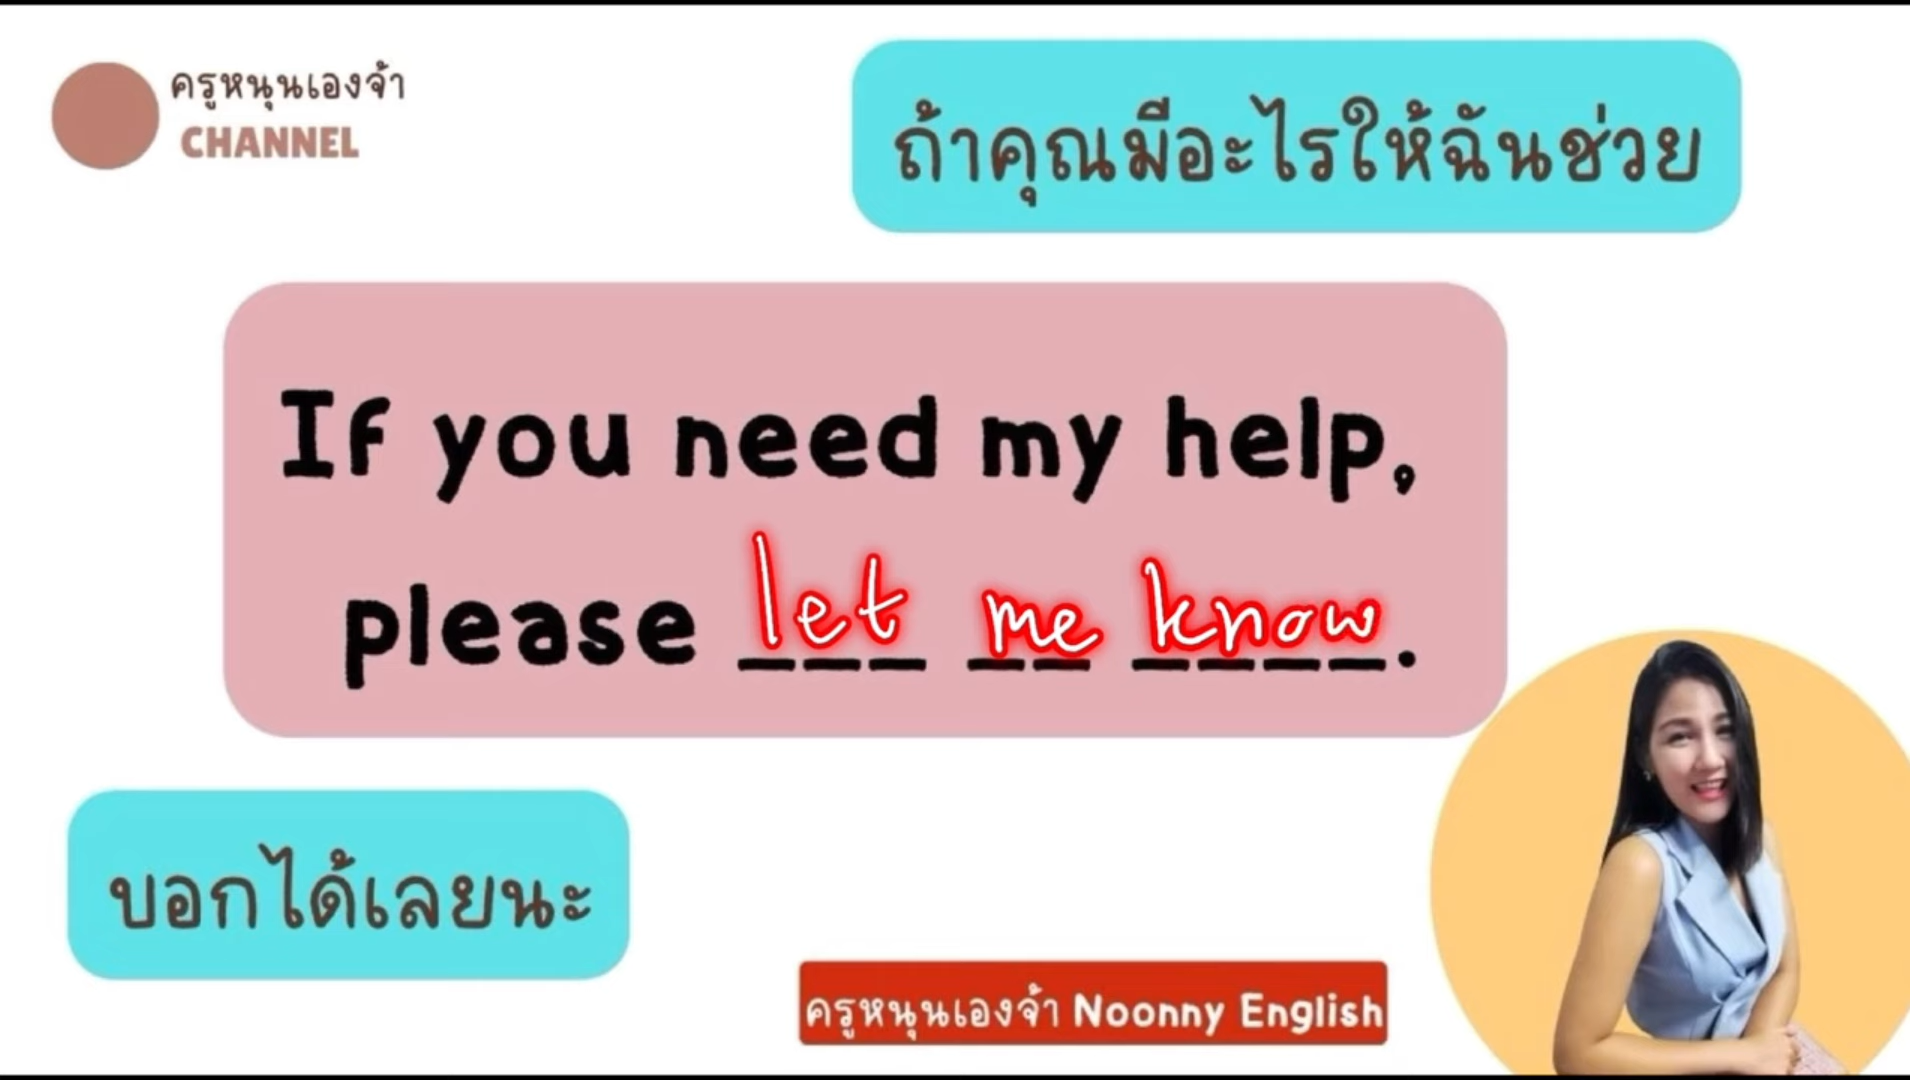 ครูหนุนเองจ้า
CHANNEL
ถ้าคุณมีอะไรให้ฉันช่วย
If you need my help,
please let me know.
บอกได้เลยนะ
ครูหนุนเองจ้า Noonny English